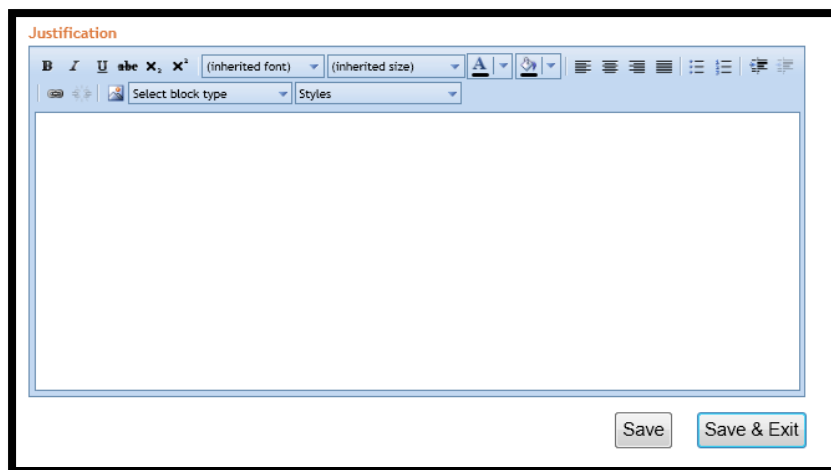 Justification
B I U abc X₂ X² (inherited font) (inherited size) A
Select block type Styles
Save Save & Exit